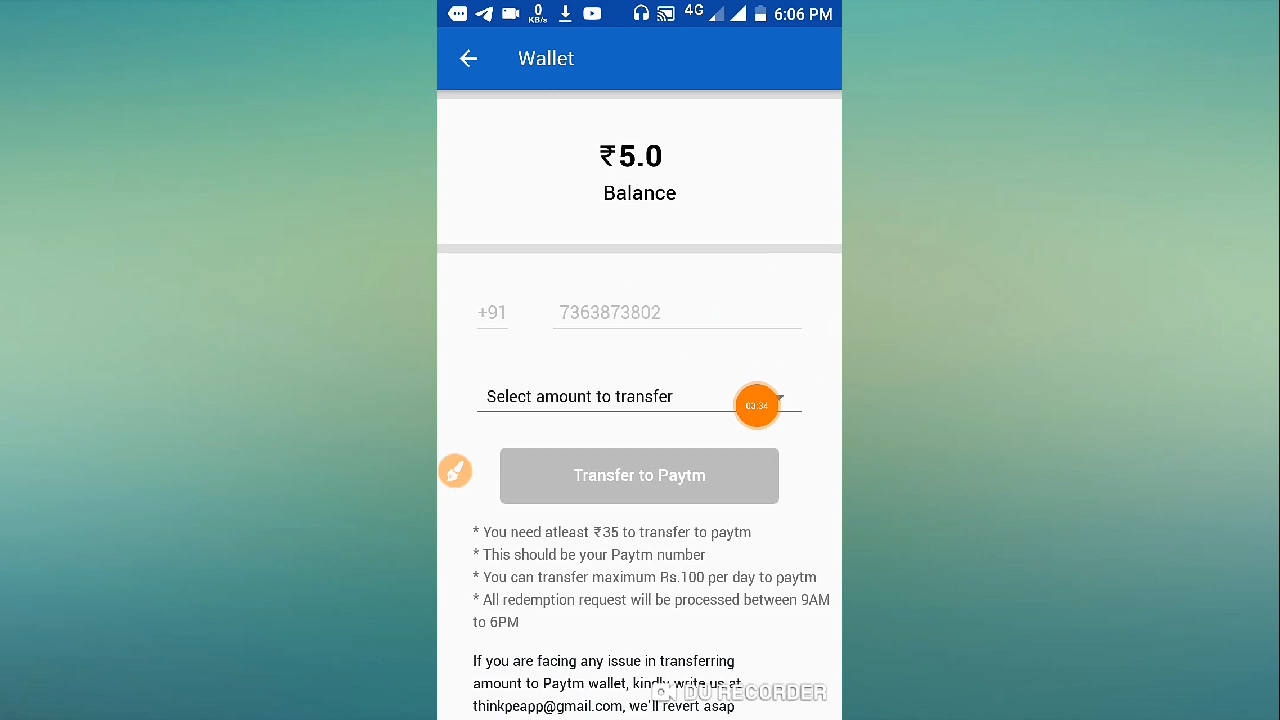 0
KB/s
4G
6:06 PM
Wallet
₹5.0
Balance
+91 7363873802
Select amount to transfer
03:34
Transfer to Paytm
* You need atleast ₹35 to transfer to paytm
* This should be your Paytm number
* You can transfer maximum Rs.100 per day to paytm
* All redemption request will be processed between 9AM
to 6PM
If you are facing any issue in transferring
amount to Paytm wallet, kindly write us at
DU RECORDER
thinkpeapp@gmail.com, we'll revert asap